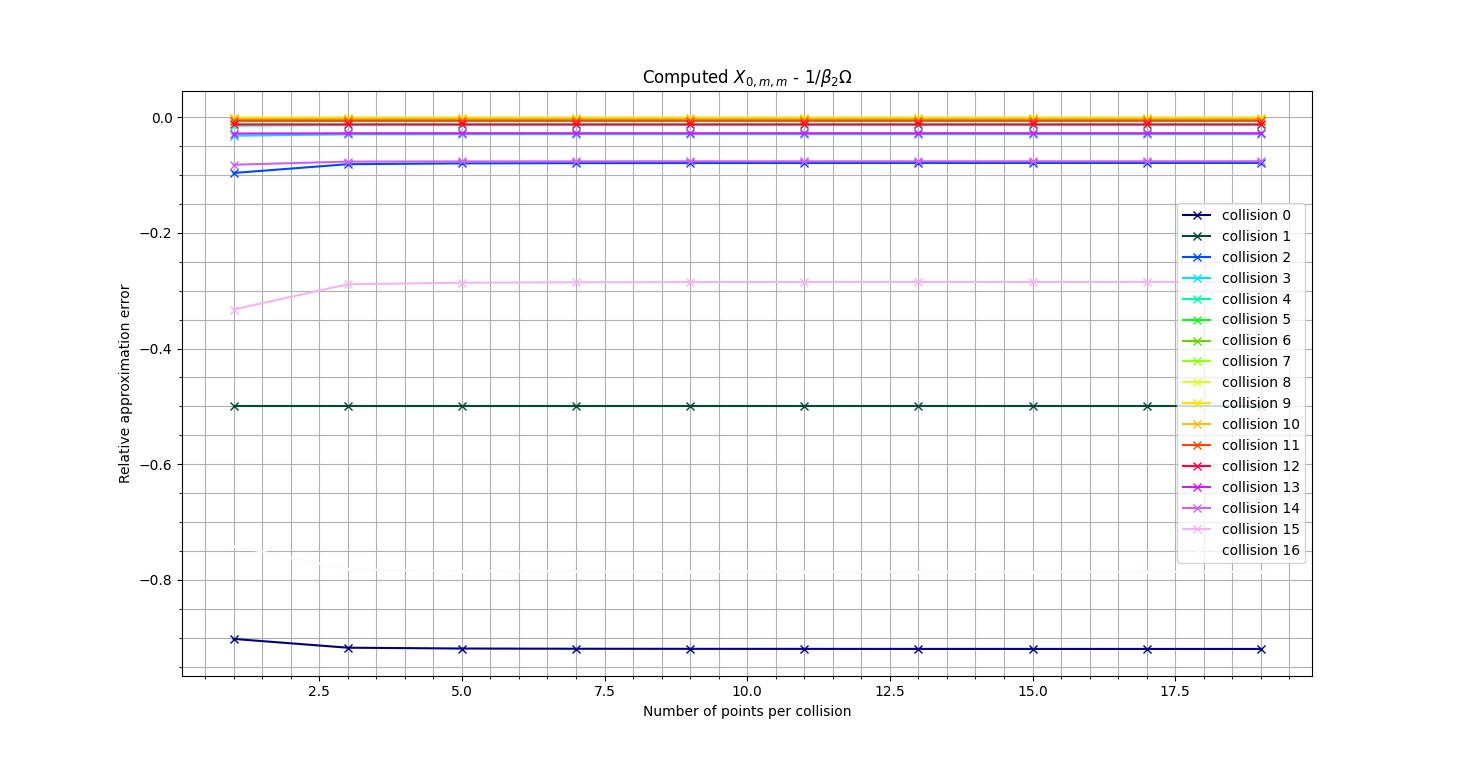 Computed X₀,ₘ,ₘ - 1/β₂Ω
Relative approximation error
0.0
−0.2
−0.4
−0.6
−0.8
2.5 5.0 7.5 10.0 12.5 15.0 17.5
Number of points per collision
collision 0
collision 1
collision 2
collision 3
collision 4
collision 5
collision 6
collision 7
collision 8
collision 9
collision 10
collision 11
collision 12
collision 13
collision 14
collision 15
collision 16